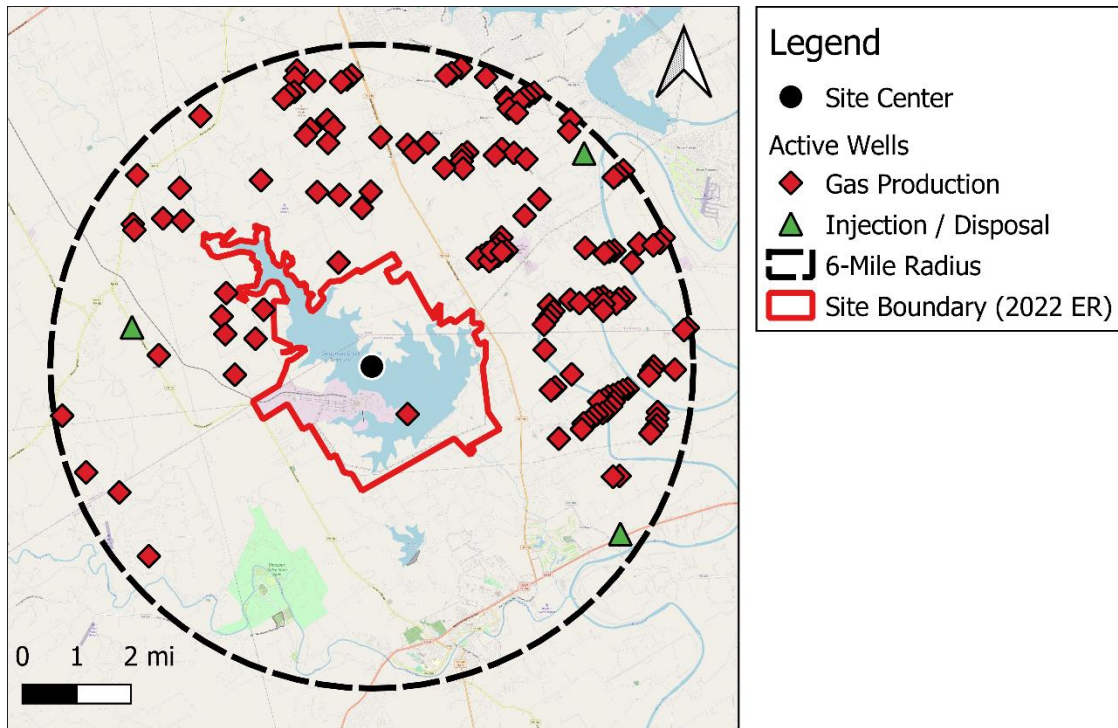 Legend
Site Center
Active Wells
Gas Production
Injection / Disposal
6-Mile Radius
Site Boundary (2022 ER)
0 1 2 mi